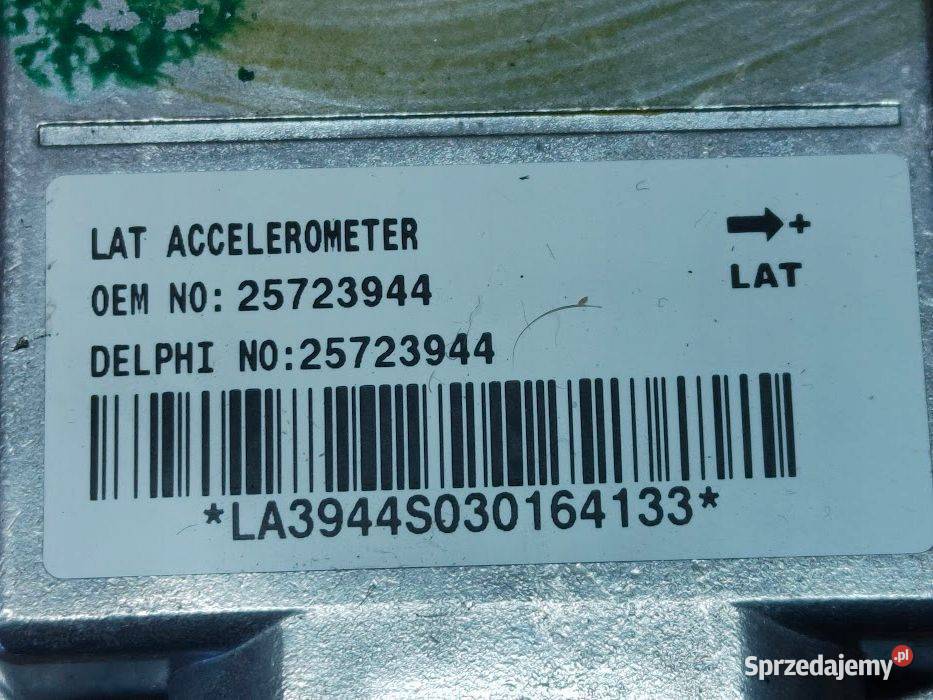 LAT ACCELEROMETER
OEM NO: 25723944
DELPHI NO:25723944
→+
LAT
*LA3944S030164133*
Sprzedajemy.pl